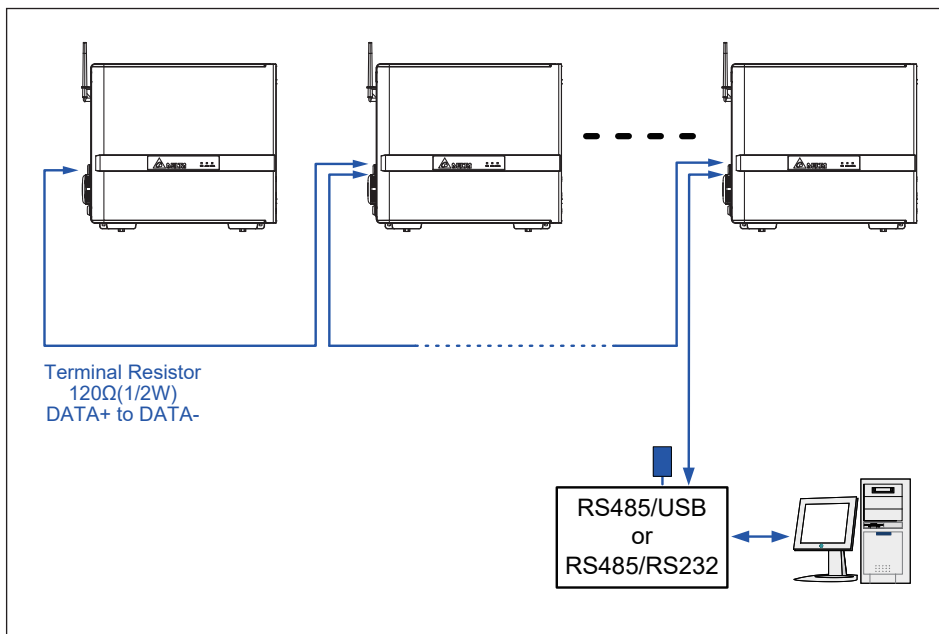 Terminal Resistor
120Ω(1/2W)
DATA+ to DATA-
RS485/USB
or
RS485/RS232